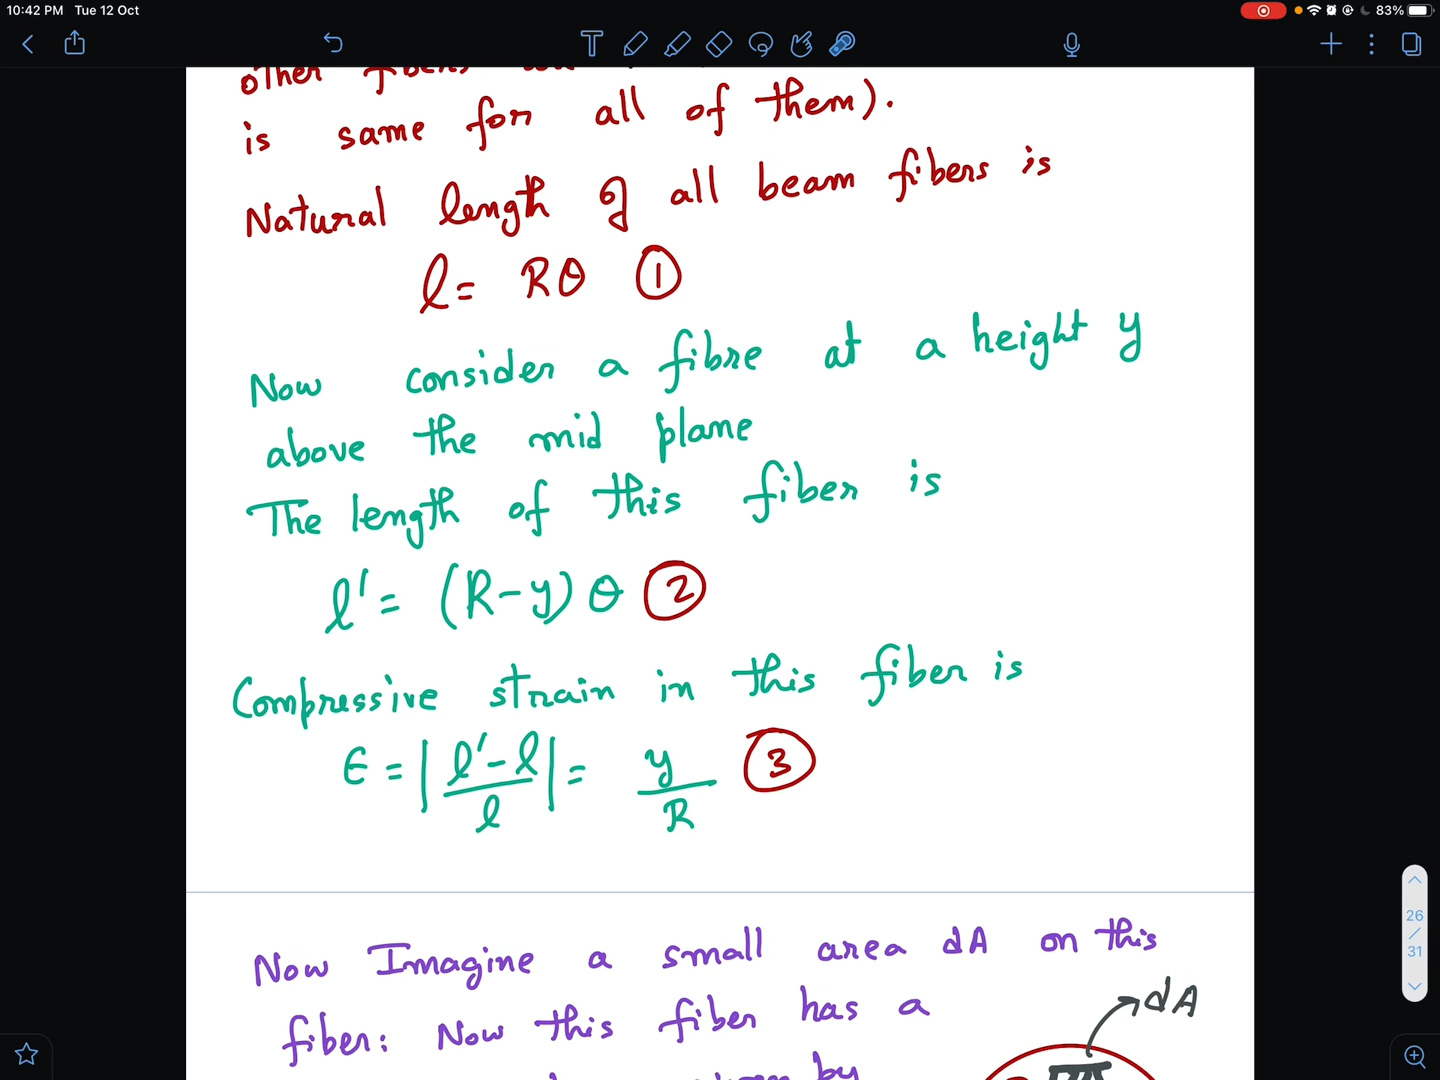 10:42 PM Tue 12 Oct
83%
T
other
is same for all of them).
Natural length of all beam fibers is
l = Rθ ①
Now consider a fibre at a height y
above the mid plane
The length of this fiber is
l' = (R-y) θ ②
Compressive strain in this fiber is
ϵ = | l'-l / l | = y / R ③
Now Imagine a small area dA on this
fiber: Now this fiber has a
dA
by
26
/
31